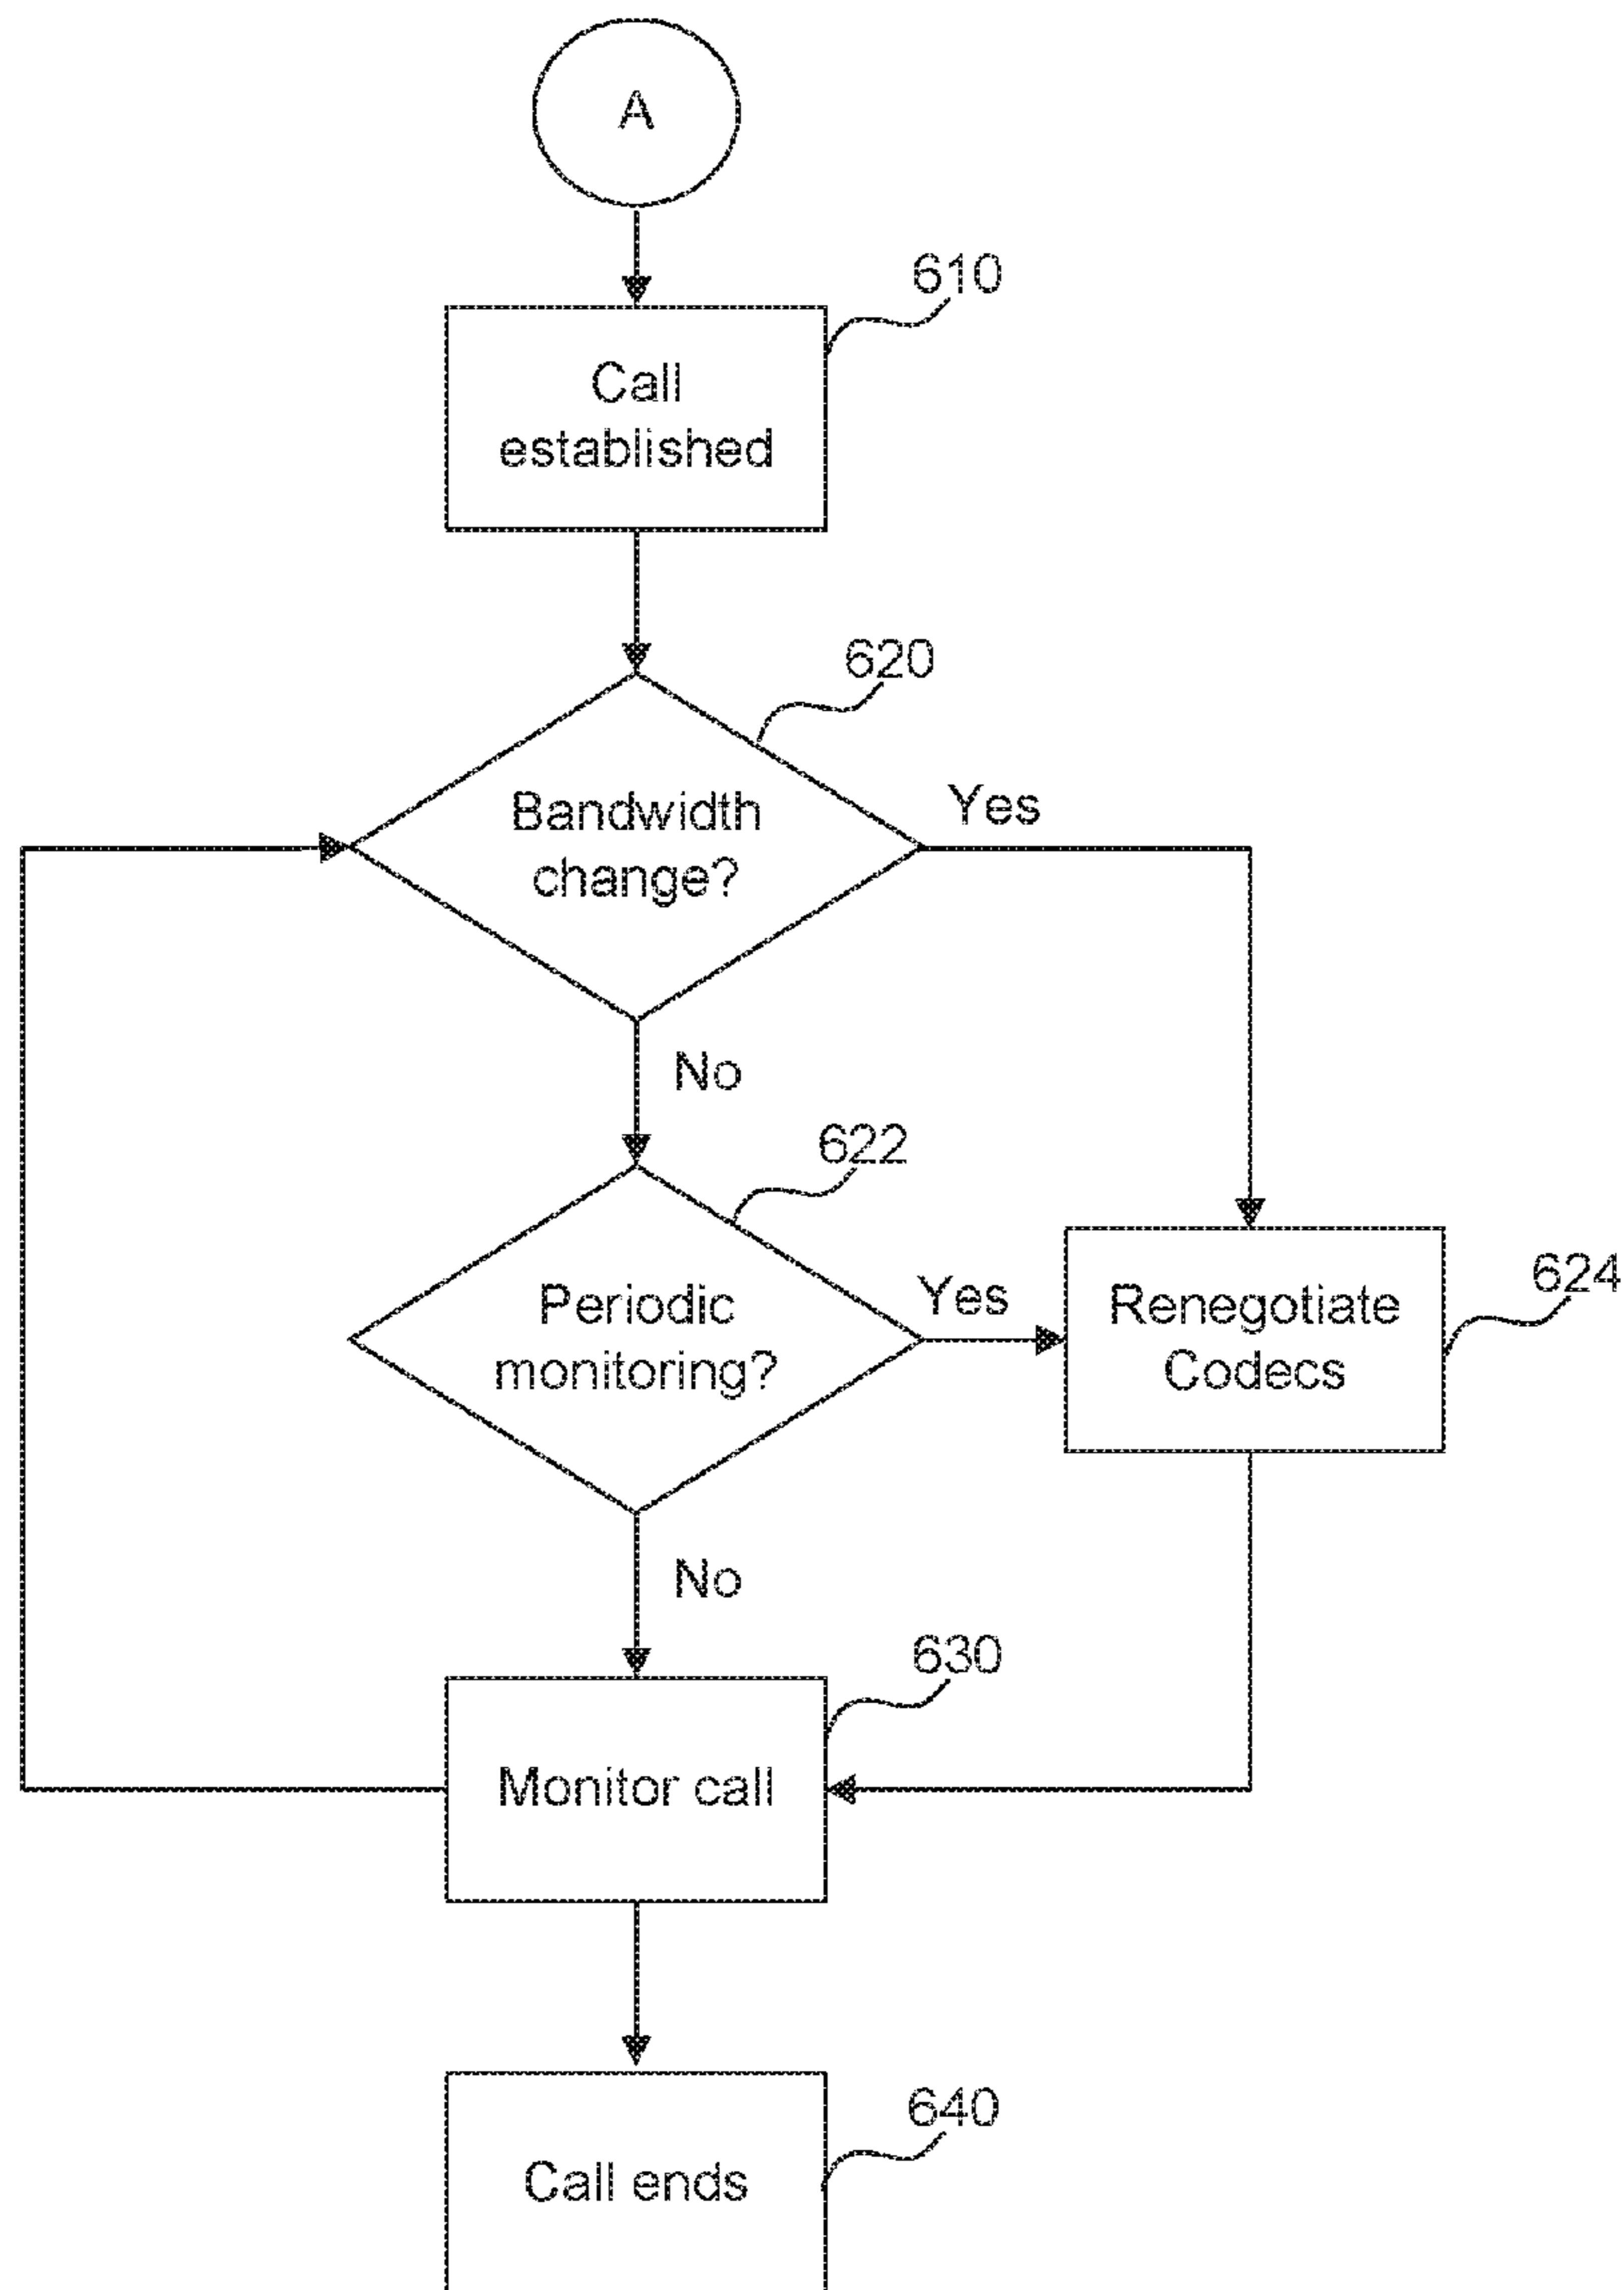 A
610
Call
established
620
Bandwidth
change?
Yes
No
622
Periodic
monitoring?
Yes
Renegotiate
Codecs
624
No
630
Monitor call
640
Call ends